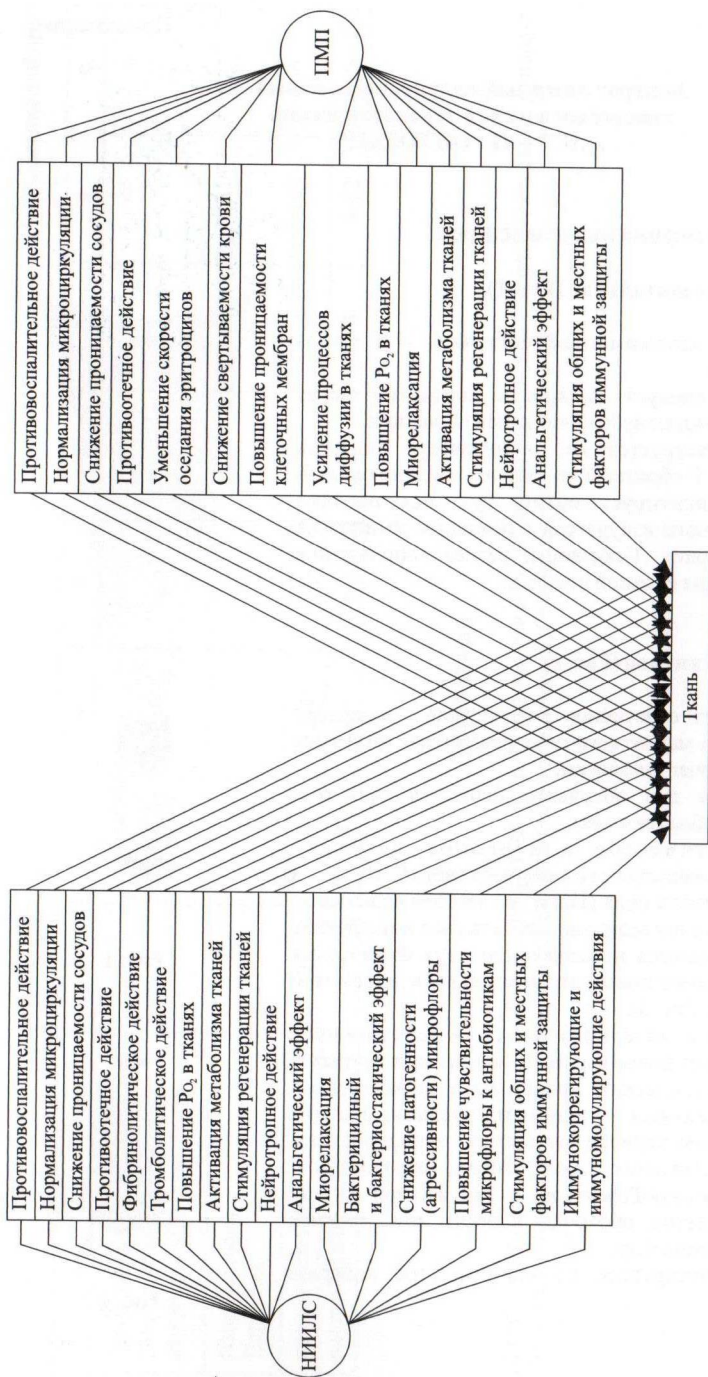 НИИЛС
Противовоспалительное действие
Нормализация микроциркуляции
Снижение проницаемости сосудов
Противоотечное действие
Фибринолитическое действие
Тромболитическое действие
Повышение Po₂ в тканях
Активация метаболизма тканей
Стимуляция регенерации тканей
Нейротропное действие
Анальгетический эффект
Миорелаксация
Бактерицидный
и бактериостатический эффект
Снижение патогенности
(агрессивности) микрофлоры
Повышение чувствительности
микрофлоры к антибиотикам
Стимуляция общих и местных
факторов иммунной защиты
Иммунокоррегирующие и
иммуномодулирующие действия
Ткань
Противовоспалительное действие
Нормализация микроциркуляции
Снижение проницаемости сосудов
Противоотечное действие
Уменьшение скорости
оседания эритроцитов
Снижение свертываемости крови
Повышение проницаемости
клеточных мембран
Усиление процессов
диффузии в тканях
Повышение Po₂ в тканях
Миорелаксация
Активация метаболизма тканей
Стимуляция регенерации тканей
Нейротропное действие
Анальгетический эффект
Стимуляция общих и местных
факторов иммунной защиты
ПМП